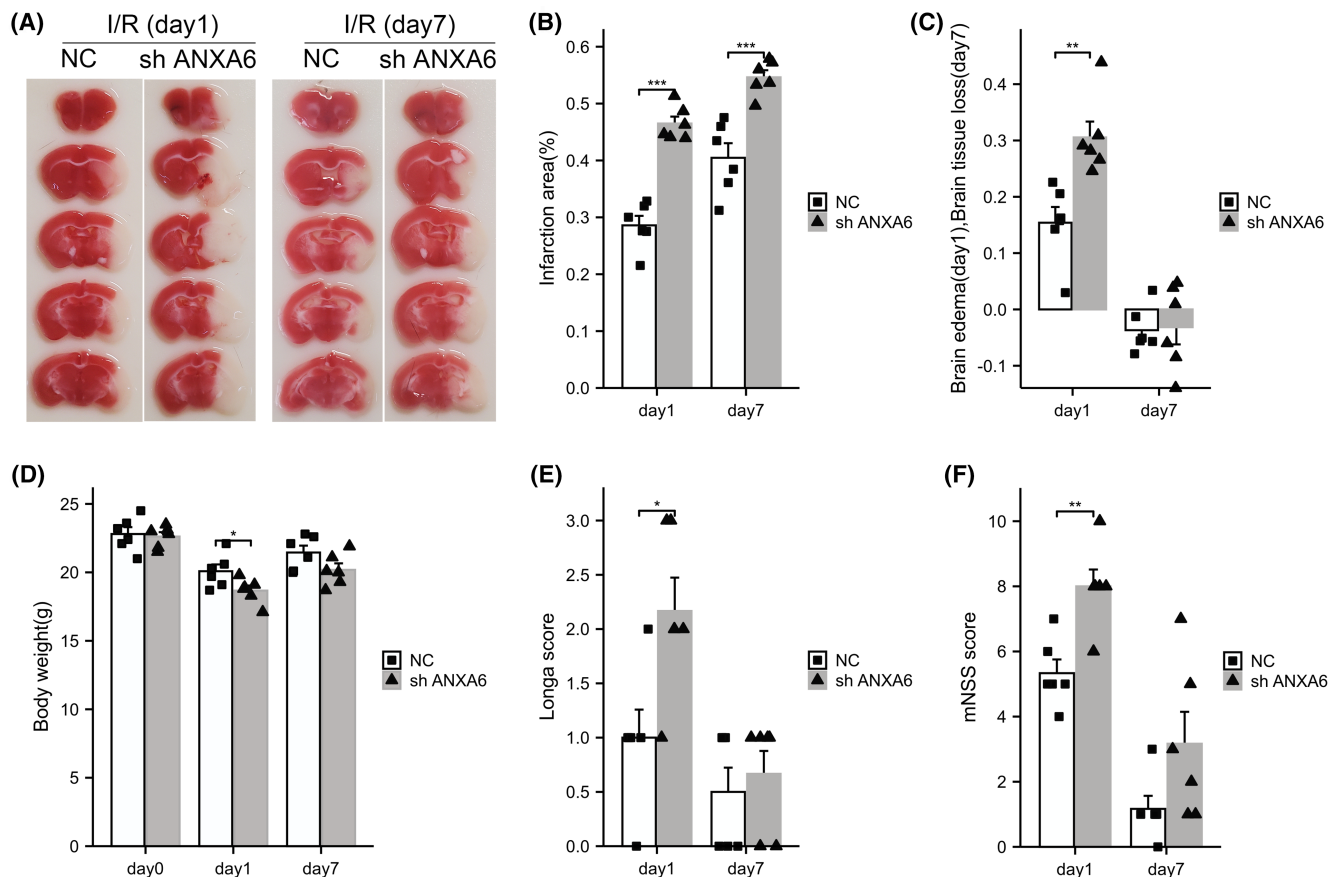 (A)
I/R (day1)
I/R (day7)
NC
sh ANXA6
NC
sh ANXA6
(B)
Infarction area(%)
0.6
0.5
0.4
0.3
0.2
0.1
0.0
***
***
day1
day7
NC
sh ANXA6
(C)
Brain edema(day1),Brain tissue loss(day7)
0.4
0.3
0.2
0.1
0.0
-0.1
**
day1
day7
NC
sh ANXA6
(D)
Body weight(g)
25
20
15
10
5
0
*
day0
day1
day7
NC
sh ANXA6
(E)
Longa score
3.0
2.5
2.0
1.5
1.0
0.5
0.0
*
day1
day7
NC
sh ANXA6
(F)
mNSS score
10
8
6
4
2
0
**
day1
day7
NC
sh ANXA6